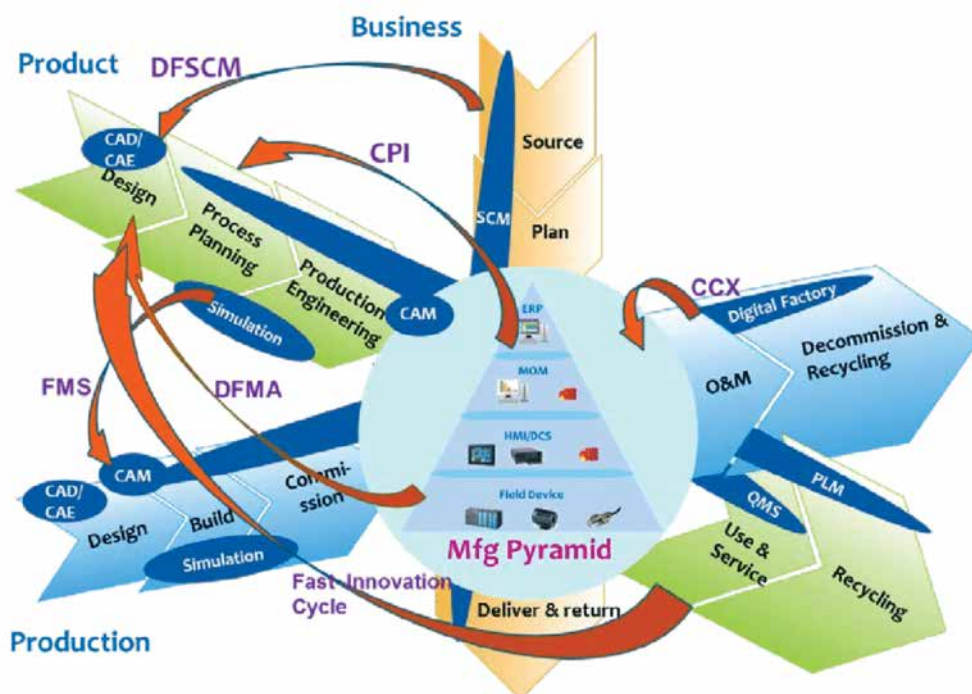 Business
Product
DFSCM
CAD/
CAE
Design
Source
CPI
Process
Planning
SCM
Plan
Production
Engineering
CAM
Simulation
CCX
Digital Factory
Decommission &
Recycling
O&M
ERP
MOM
HMI/DCS
Field Device
Mfg Pyramid
FMS
DFMA
CAM
CAD/
CAE
Design
Build
Commi-
ssion
Simulation
PLM
QMS
Use &
Service
Recycling
Fast-Innovation
Cycle
Deliver & return
Production